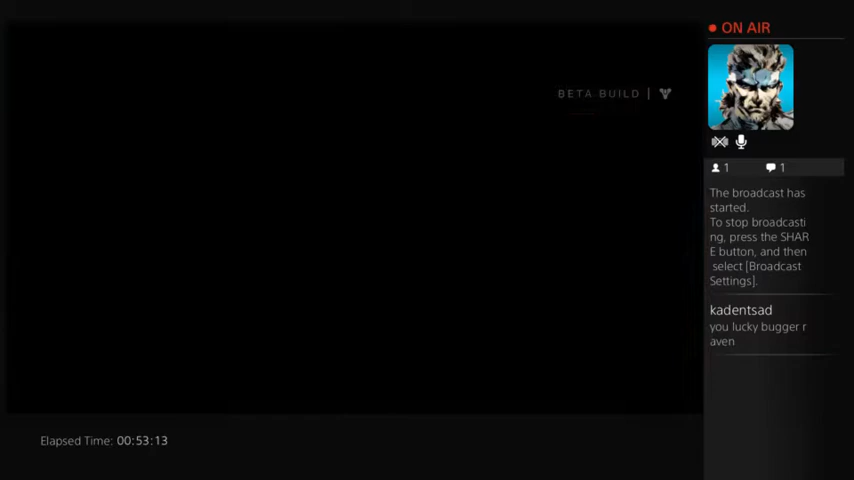 ON AIR
BETA BUILD |
1 1
The broadcast has
started.
To stop broadcasti
ng, press the SHAR
E button, and then
select [Broadcast
Settings].
kadentsad
you lucky bugger r
aven
Elapsed Time: 00:53:13